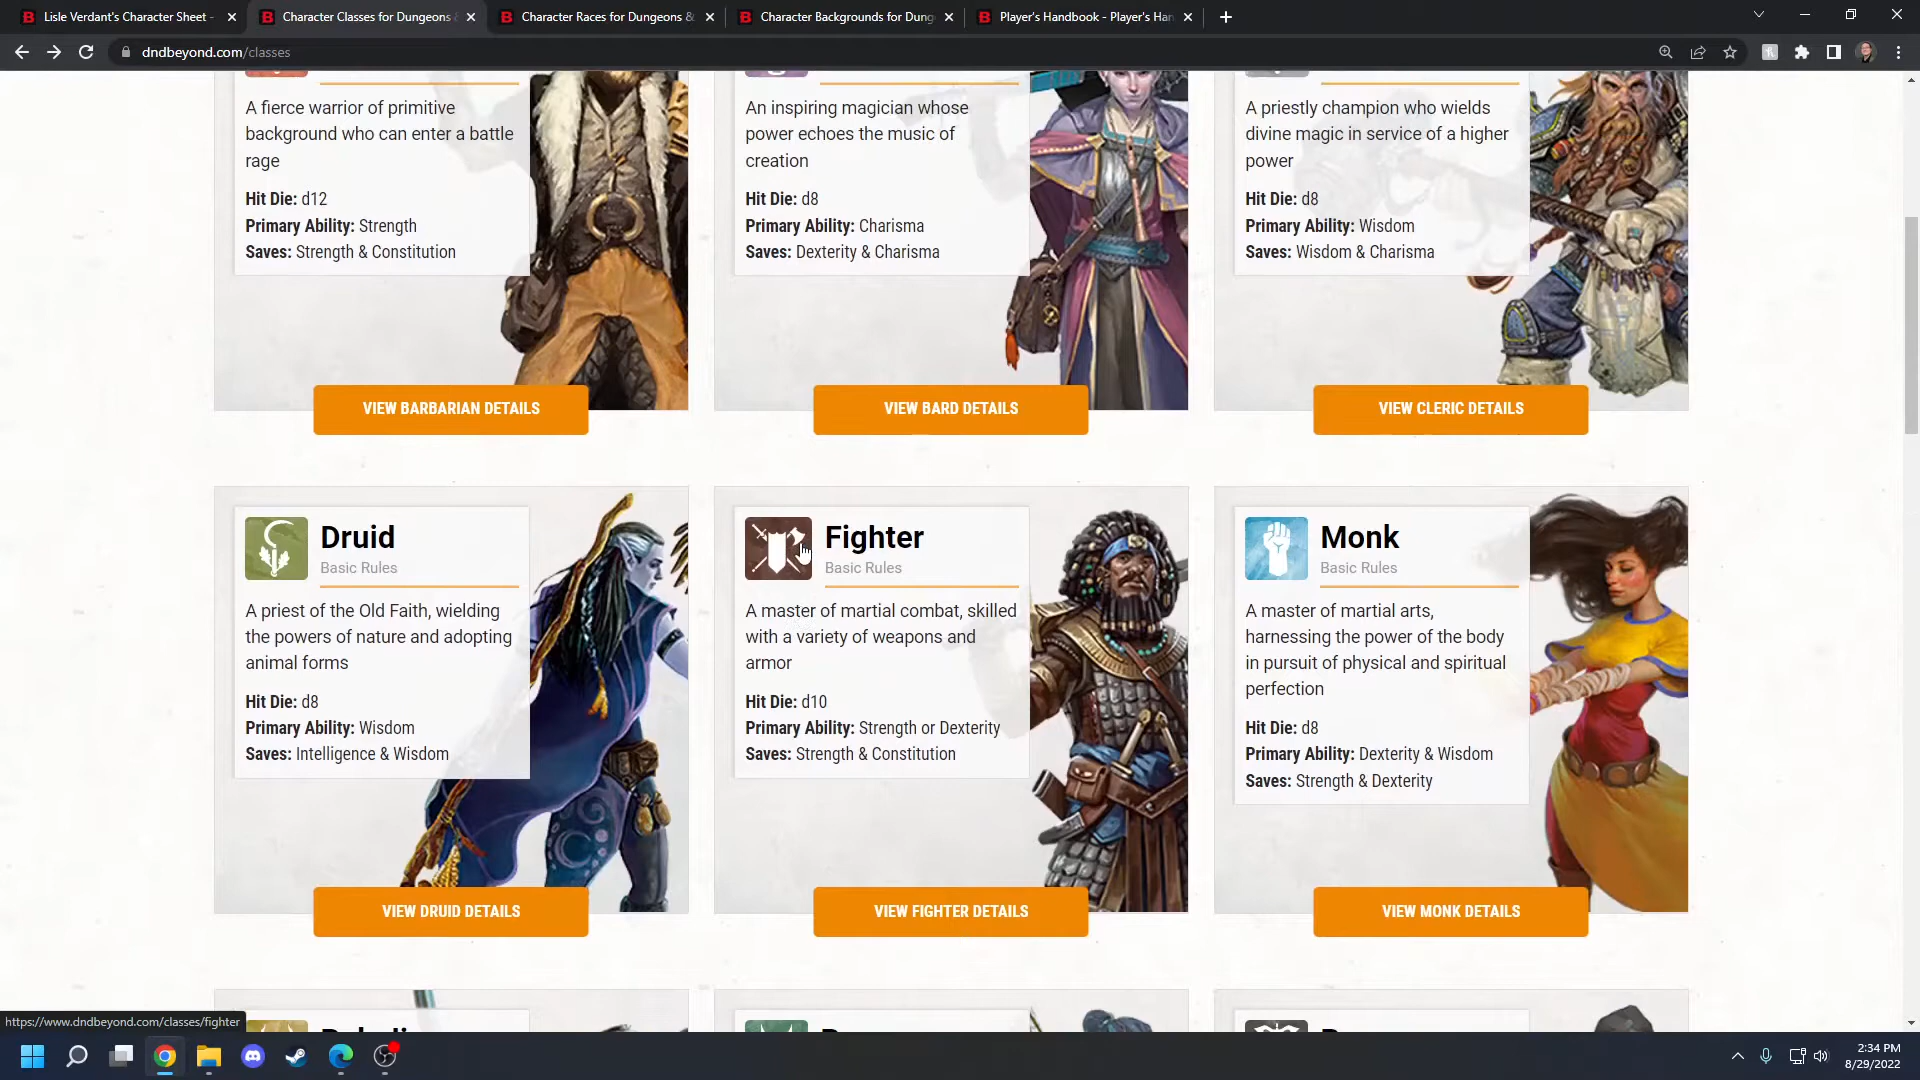 Lisle Verdant's Character Sheet -
Character Classes for Dungeons &
Character Races for Dungeons &
Character Backgrounds for Dung
Player's Handbook - Player's Han
dndbeyond.com/classes
A fierce warrior of primitive
background who can enter a battle
rage
Hit Die: d12
Primary Ability: Strength
Saves: Strength & Constitution
VIEW BARBARIAN DETAILS
An inspiring magician whose
power echoes the music of
creation
Hit Die: d8
Primary Ability: Charisma
Saves: Dexterity & Charisma
VIEW BARD DETAILS
A priestly champion who wields
divine magic in service of a higher
power
Hit Die: d8
Primary Ability: Wisdom
Saves: Wisdom & Charisma
VIEW CLERIC DETAILS
Druid
Basic Rules
A priest of the Old Faith, wielding
the powers of nature and adopting
animal forms
Hit Die: d8
Primary Ability: Wisdom
Saves: Intelligence & Wisdom
VIEW DRUID DETAILS
Fighter
Basic Rules
A master of martial combat, skilled
with a variety of weapons and
armor
Hit Die: d10
Primary Ability: Strength or Dexterity
Saves: Strength & Constitution
VIEW FIGHTER DETAILS
Monk
Basic Rules
A master of martial arts,
harnessing the power of the body
in pursuit of physical and spiritual
perfection
Hit Die: d8
Primary Ability: Dexterity & Wisdom
Saves: Strength & Dexterity
VIEW MONK DETAILS
https://www.dndbeyond.com/classes/fighter
2:34 PM
8/29/2022